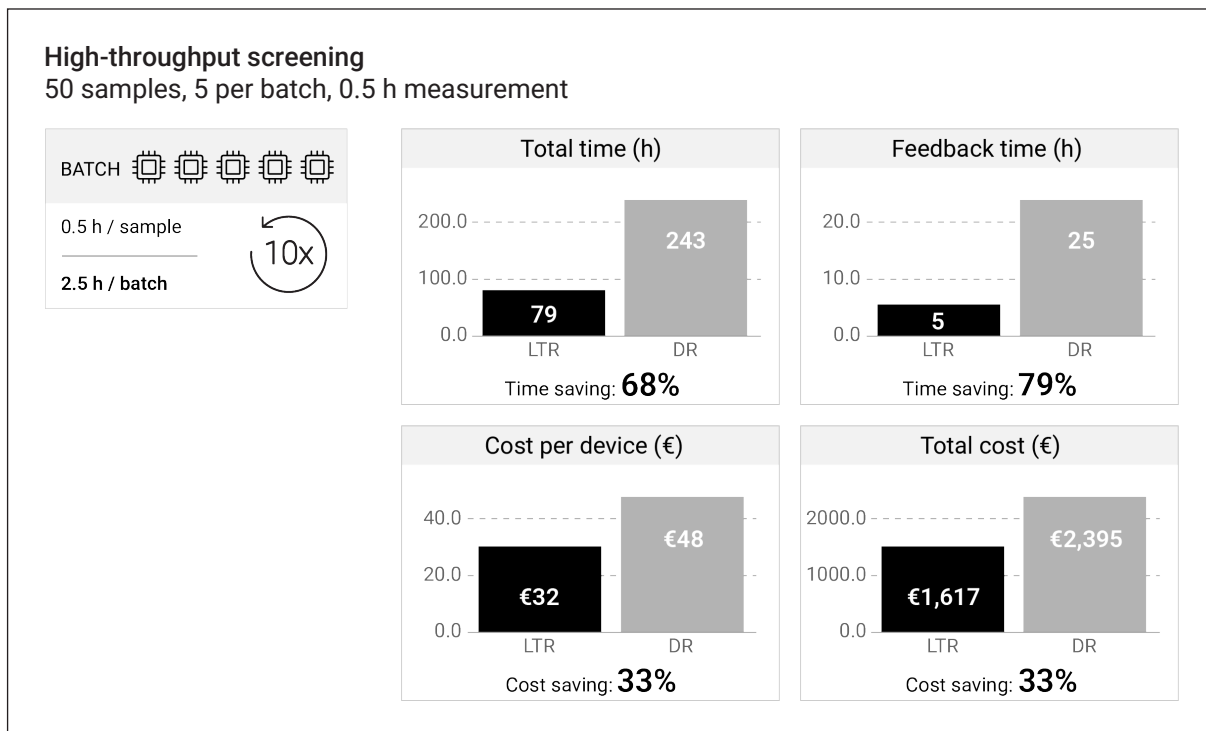 High-throughput screening
50 samples, 5 per batch, 0.5 h measurement
BATCH
0.5 h / sample
2.5 h / batch
10x
Total time (h)
200.0
100.0
0.0
79
243
LTR
DR
Time saving: 68%
Feedback time (h)
20.0
10.0
0.0
5
25
LTR
DR
Time saving: 79%
Cost per device (€)
40.0
20.0
0.0
€32
€48
LTR
DR
Cost saving: 33%
Total cost (€)
2000.0
1000.0
0.0
€1,617
€2,395
LTR
DR
Cost saving: 33%